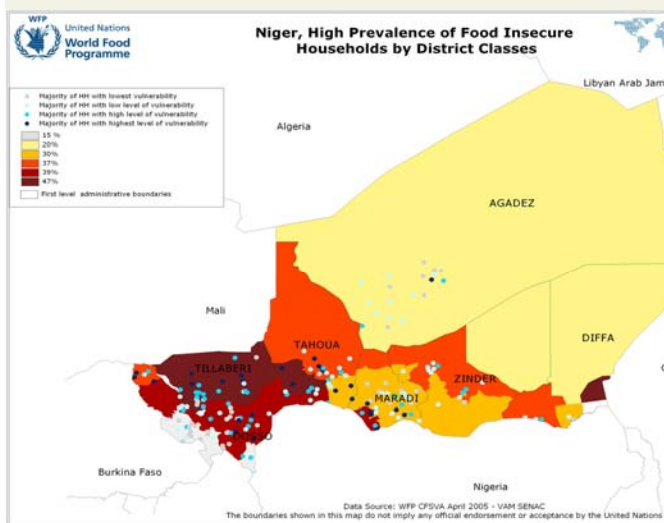 WFP
United Nations
World Food
Programme
Niger, High Prevalence of Food Insecure
Households by District Classes
Majority of HH with lowest vulnerability
Majority of HH with low level of vulnerability
Majority of HH with high level of vulnerability
Majority of HH with highest level of vulnerability
15 %
20%
30%
37%
39%
47%
First level administrative boundaries
Libyan Arab Jam
Algeria
AGADEZ
Mali
DIFFA
TAHOUA
TILLABERI
ZINDER
MARADI
DOSSO
Burkina Faso
Nigeria
Data Source: WFP CFSVA April 2005 - VAM SENAC
The boundaries shown in this map do not imply any official endorsement or acceptance by the United Nations